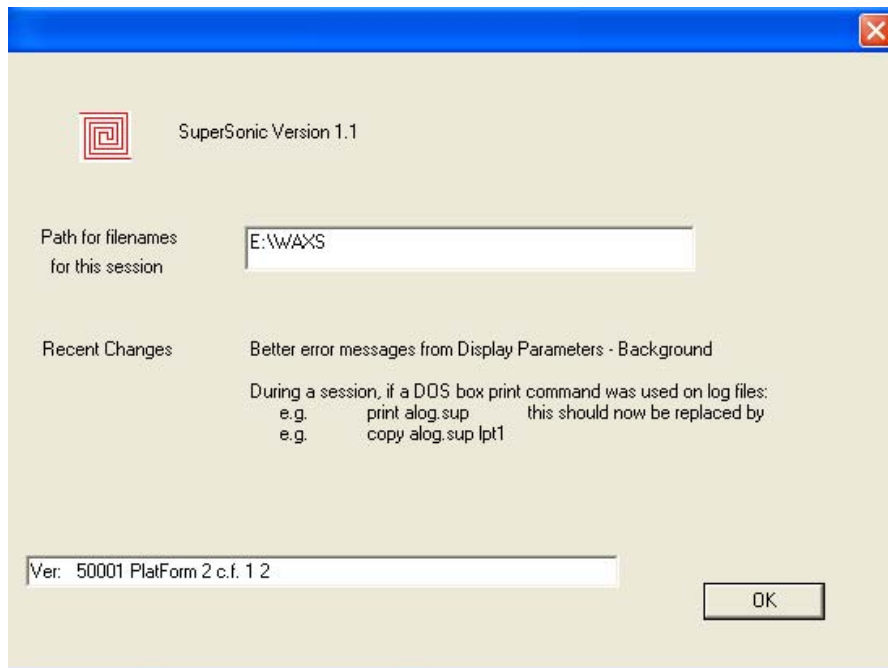 SuperSonic Version 1.1
Path for filenames
for this session
E:\WAXS
Recent Changes
Better error messages from Display Parameters - Background
During a session, if a DOS box print command was used on log files:
e.g. print alog.sup this should now be replaced by
e.g. copy alog.sup lpt1
Ver: 50001 PlatForm 2 c.f. 1 2
OK